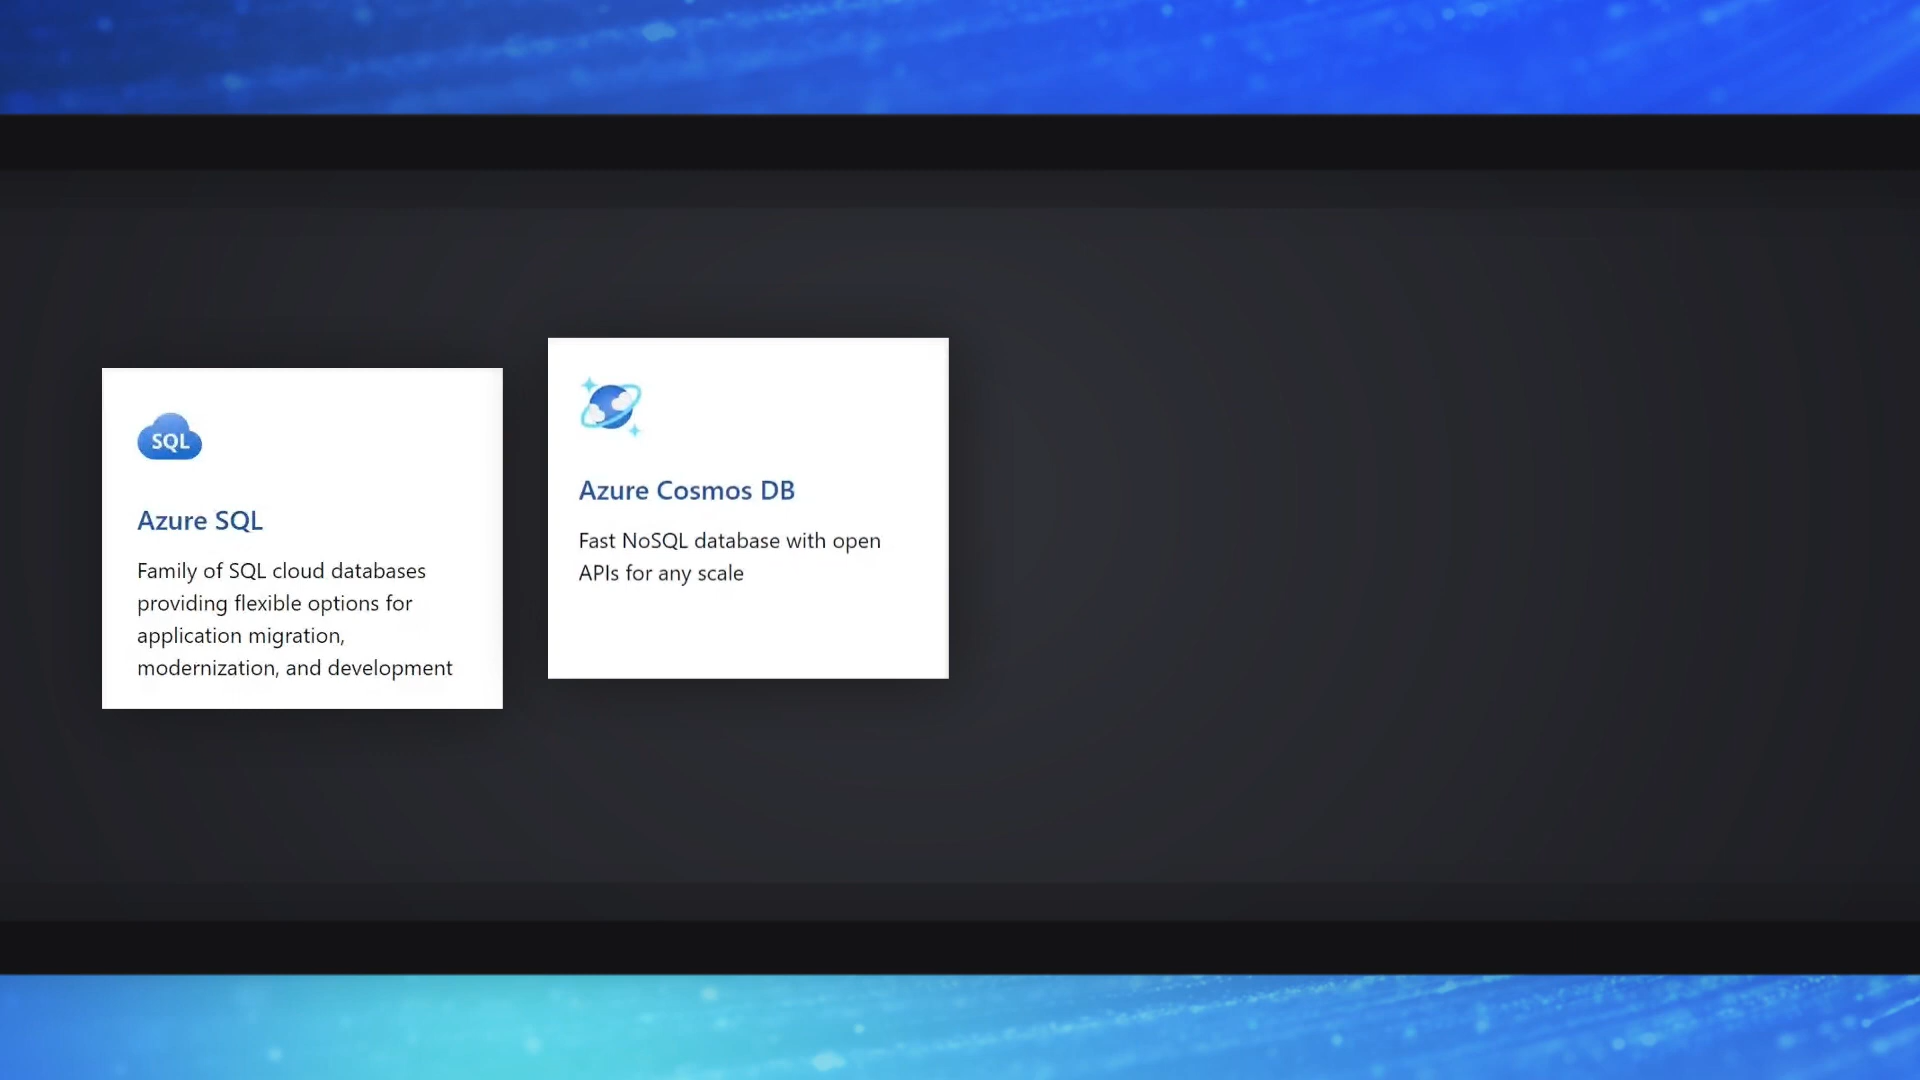 SQL
Azure SQL
Family of SQL cloud databases
providing flexible options for
application migration,
modernization, and development
Azure Cosmos DB
Fast NoSQL database with open
APIs for any scale